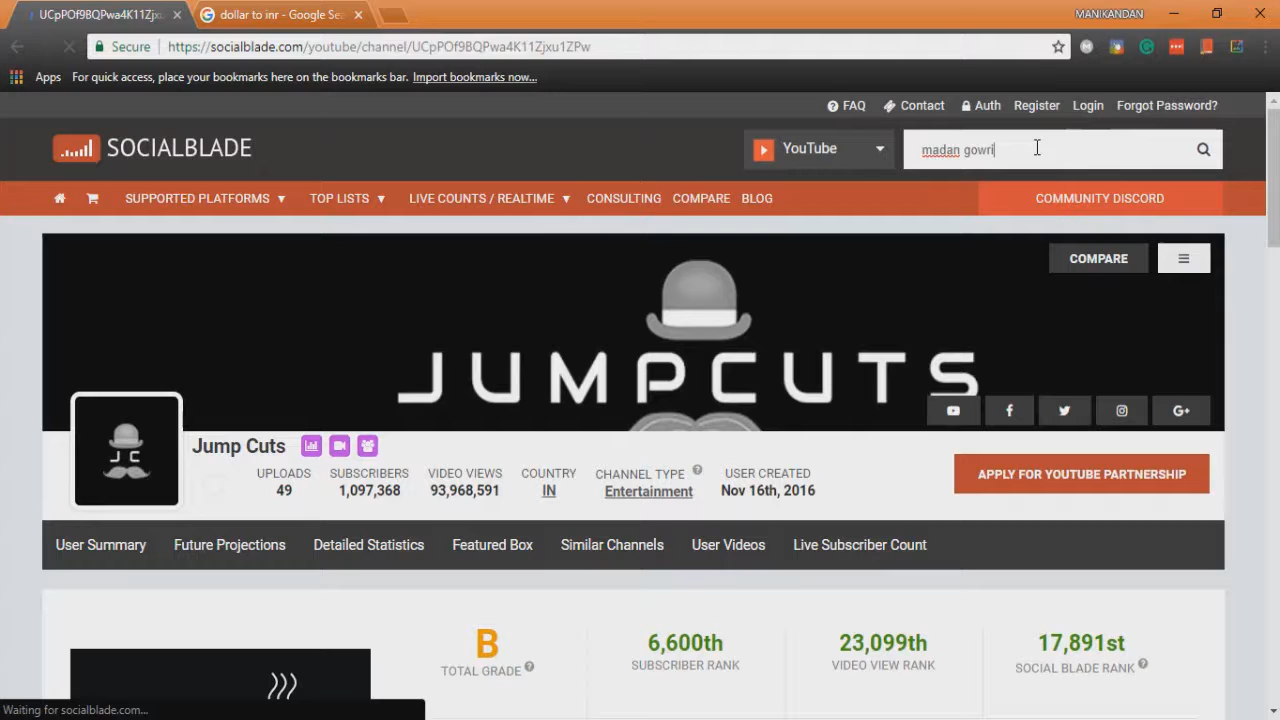 UCpPOf9BQPwa4K11Zjxu
dollar to inr - Google Sea
MANIKANDAN
Secure
https://socialblade.com/youtube/channel/UCpPOf9BQPwa4K11Zjxu1ZPw
Apps
For quick access, place your bookmarks here on the bookmarks bar. Import bookmarks now...
FAQ Contact Auth Register Login Forgot Password?
SOCIALBLADE
YouTube
madan gowri
SUPPORTED PLATFORMS TOP LISTS LIVE COUNTS / REALTIME CONSULTING COMPARE BLOG
COMMUNITY DISCORD
COMPARE
JUMPCUTS
J C
Jump Cuts
UPLOADS SUBSCRIBERS VIDEO VIEWS COUNTRY CHANNEL TYPE USER CREATED
49 1,097,368 93,968,591 IN Entertainment Nov 16th, 2016
APPLY FOR YOUTUBE PARTNERSHIP
User Summary Future Projections Detailed Statistics Featured Box Similar Channels User Videos Live Subscriber Count
B 6,600th 23,099th 17,891st
TOTAL GRADE SUBSCRIBER RANK VIDEO VIEW RANK SOCIAL BLADE RANK
Waiting for socialblade.com...